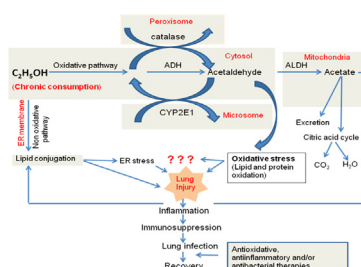 Peroxisome
catalase
Cytosol
Mitochondria
Oxidative pathway
ADH
ALDH
C₂H₅OH
Acetaldehyde
Acetate
(Chronic consumption)
CYP2E1
Microsome
ER membrane
Non oxidative pathway
Excretion
Citric acid cycle
CO₂
H₂O
Lipid conjugation
ER stress
? ? ?
Oxidative stress
(Lipid and protein
oxidation)
Lung
Injury
Inflamation
Immunosuppression
Lung infection
Recovery
Antioxidative,
antiinflammatory and/or
antibacterial therapies